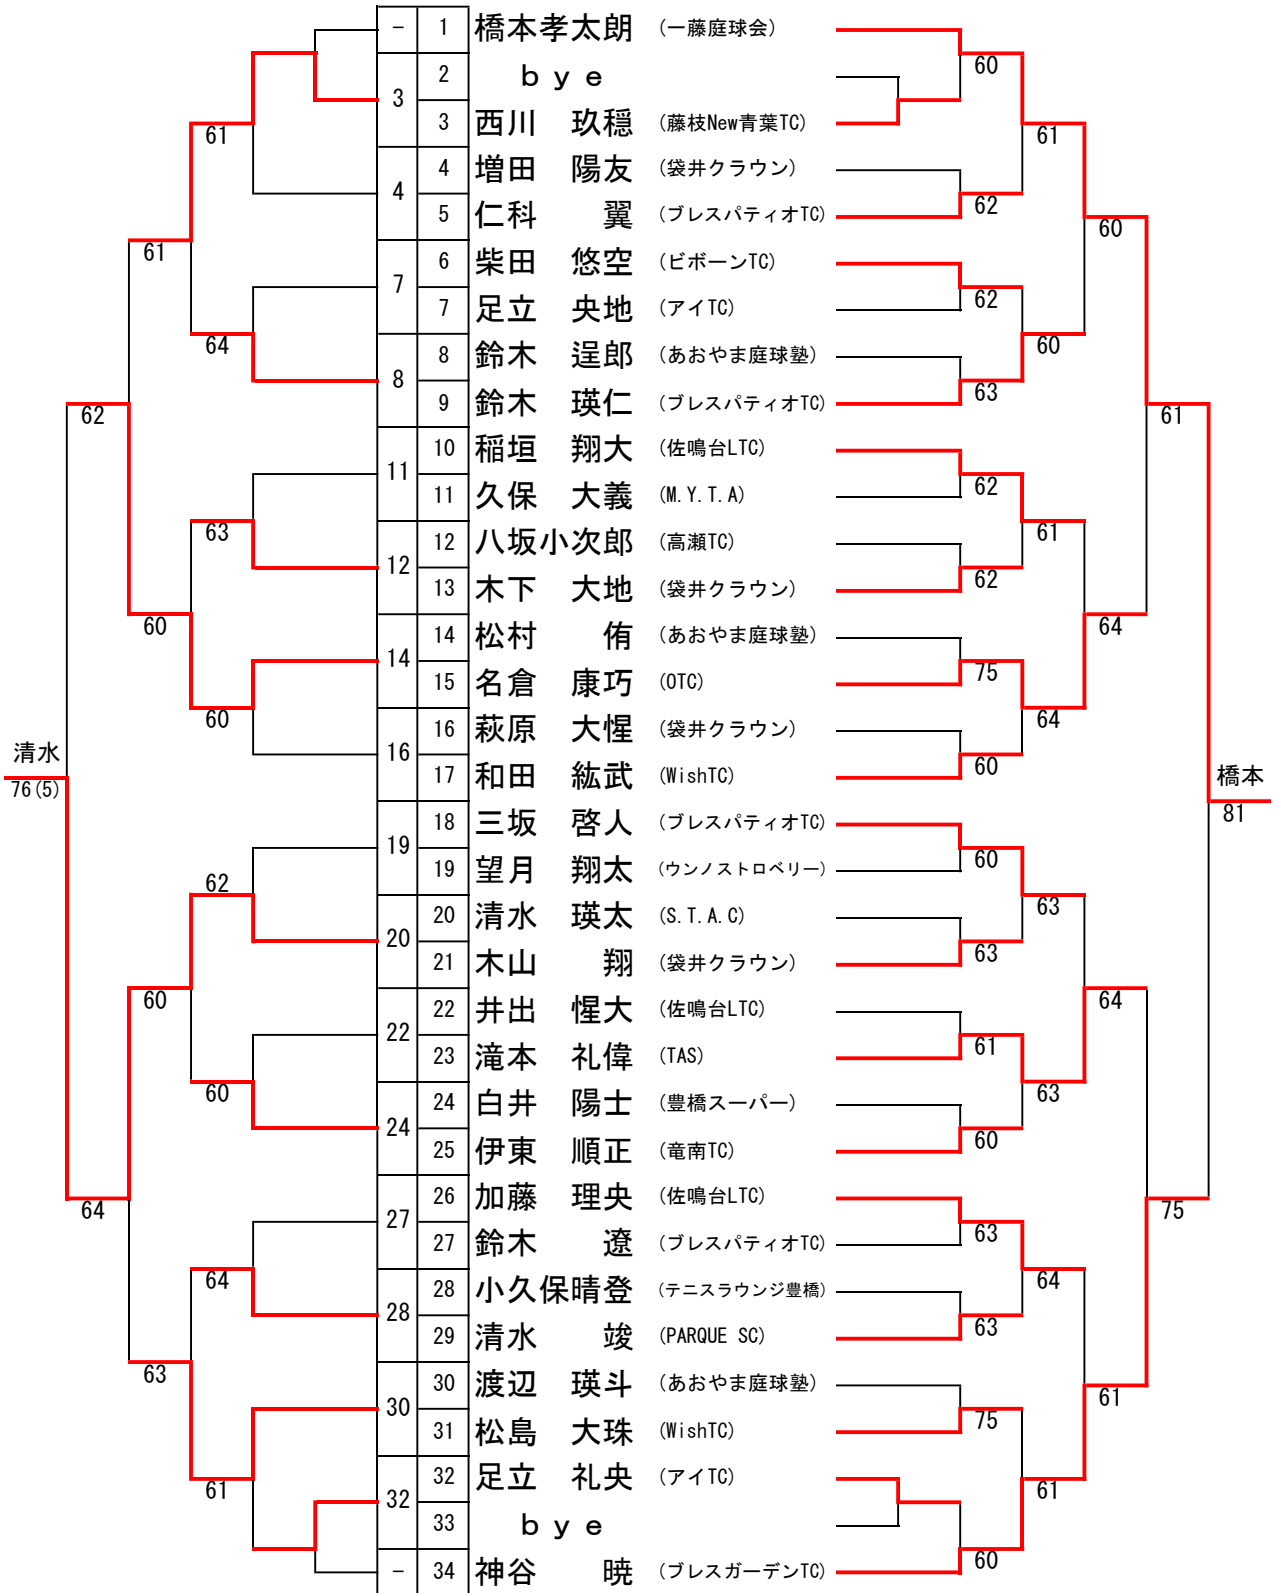 － 1 橋本孝太朗 (一藤庭球会)
60
2 ｂｙｅ
3
3 西川 玖穏 (藤枝New青葉TC)
61 61
4 増田 陽友 (袋井クラウン)
4
5 仁科 翼 (ブレスパティオTC)
62
60
61
6 柴田 悠空 (ビボーンTC)
7
62
7 足立 央地 (アイTC)
64 60
8 鈴木 逞郎 (あおやま庭球塾)
8
63
9 鈴木 瑛仁 (ブレスパティオTC)
62 61
10 稲垣 翔大 (佐鳴台LTC)
11
62
11 久保 大義 (M.Y.T.A)
63 61
12 八坂小次郎 (高瀬TC)
12
62
13 木下 大地 (袋井クラウン)
60 64
14 松村 侑 (あおやま庭球塾)
14
75
15 名倉 康巧 (OTC)
60 64
16 萩原 大惺 (袋井クラウン)
16
60
清水
17 和田 紘武 (WishTC)
橋本
76(5)
81
18 三坂 啓人 (ブレスパティオTC)
19
60
19 望月 翔太 (ウンノストロベリー)
62 63
20 清水 瑛太 (S.T.A.C)
20
63
21 木山 翔 (袋井クラウン)
60 64
22 井出 惺大 (佐鳴台LTC)
22
61
23 滝本 礼偉 (TAS)
60 63
24 白井 陽士 (豊橋スーパー)
24
60
25 伊東 順正 (竜南TC)
64 75
26 加藤 理央 (佐鳴台LTC)
27
63
27 鈴木 遼 (ブレスパティオTC)
64 64
28 小久保晴登 (テニスラウンジ豊橋)
28
63
29 清水 竣 (PARQUE SC)
63 61
30 渡辺 瑛斗 (あおやま庭球塾)
30
75
31 松島 大珠 (WishTC)
61 61
32 足立 礼央 (アイTC)
32
33 ｂｙｅ
60
－ 34 神谷 暁 (ブレスガーデンTC)